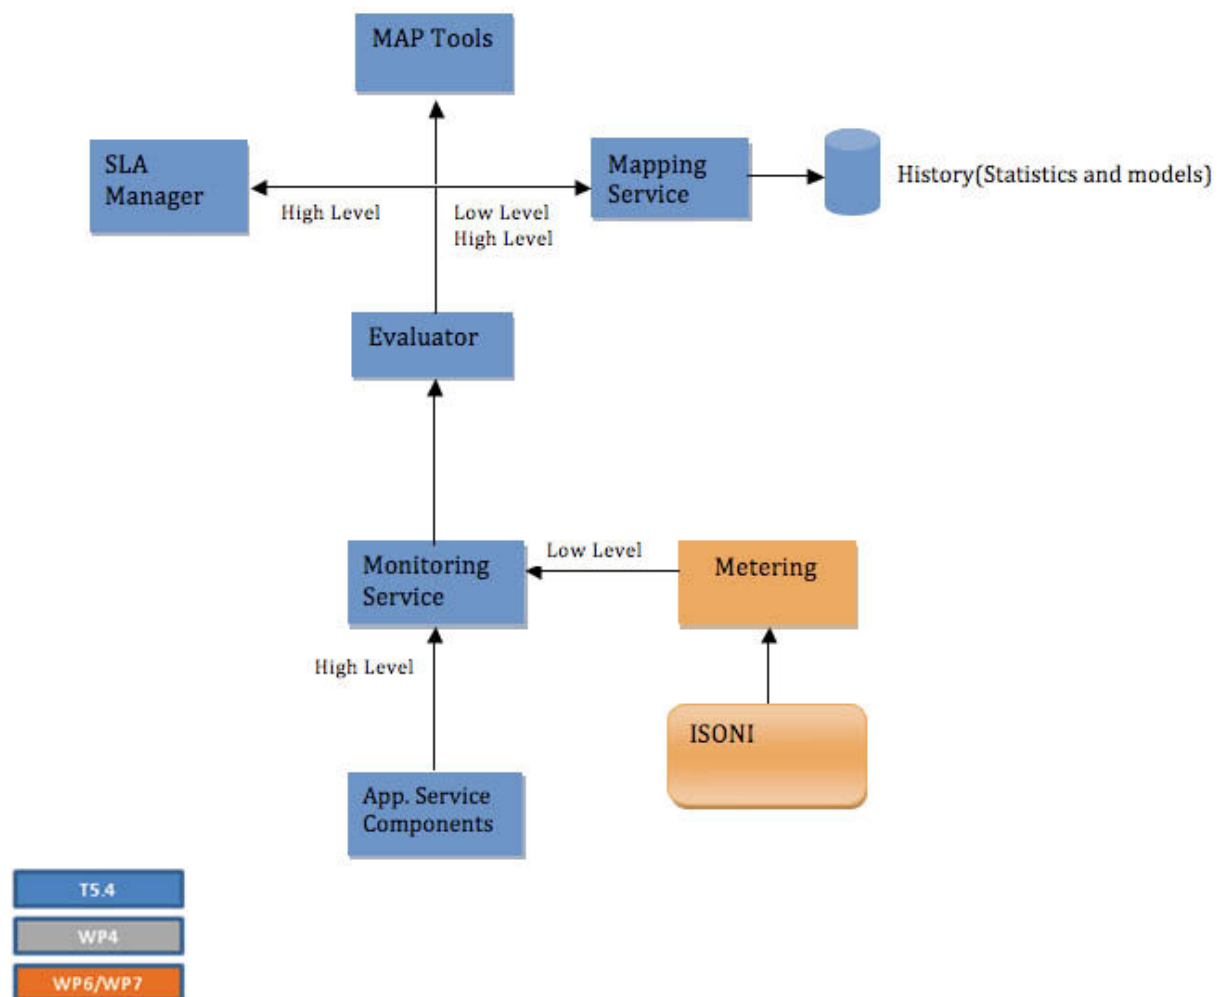 MAP Tools
SLA
Manager
Mapping
Service
History(Statistics and models)
High Level
Low Level
High Level
Evaluator
Monitoring
Service
Low Level
Metering
High Level
ISONI
App. Service
Components
T5.4
WP4
WP6/WP7